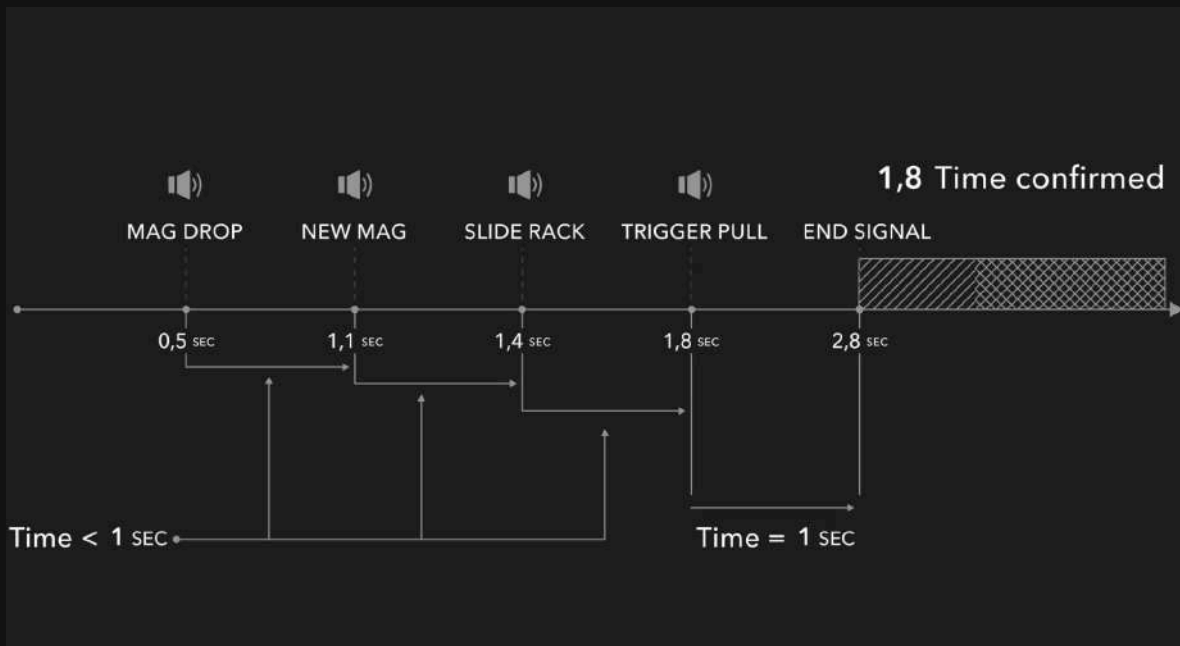 1,8 Time confirmed
MAG DROP
NEW MAG
SLIDE RACK
TRIGGER PULL
END SIGNAL
0,5 SEC
1,1 SEC
1,4 SEC
1,8 SEC
2,8 SEC
Time < 1 SEC
Time = 1 SEC